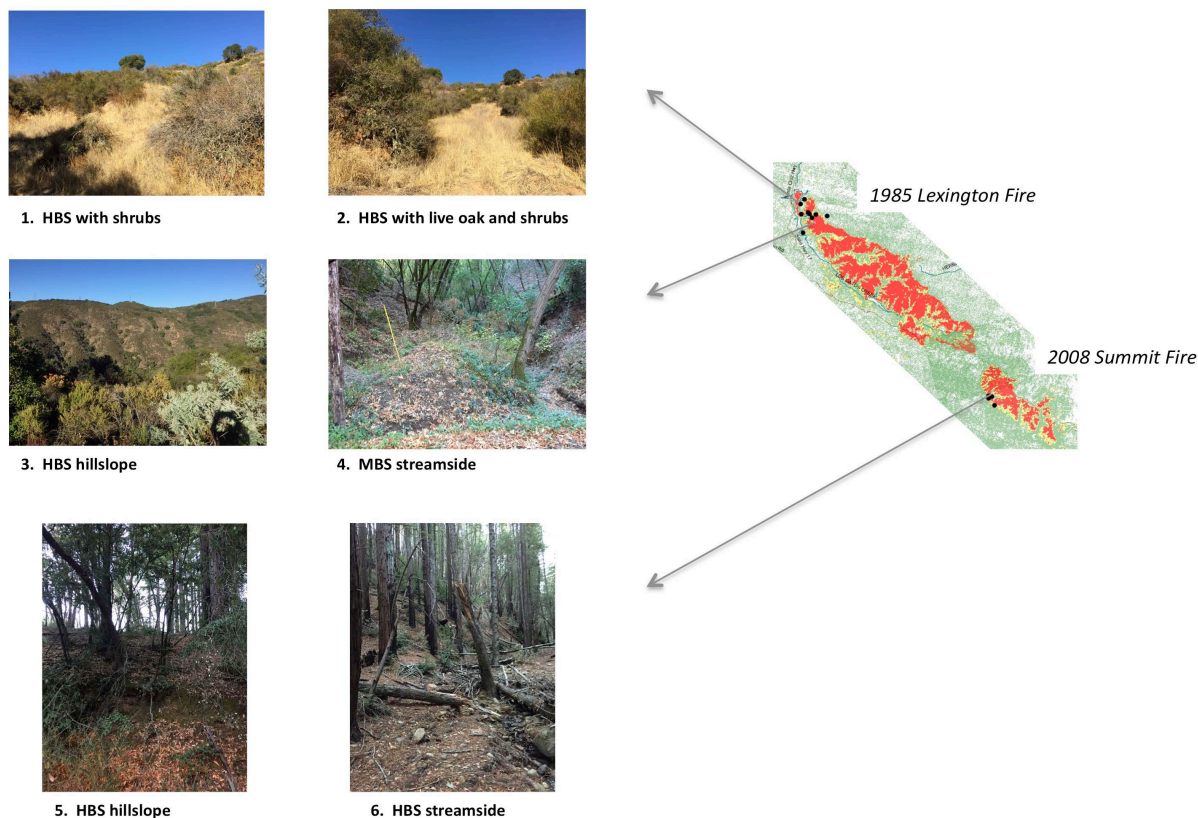 1. HBS with shrubs
2. HBS with live oak and shrubs
1985 Lexington Fire
3. HBS hillslope
4. MBS streamside
2008 Summit Fire
5. HBS hillslope
6. HBS streamside